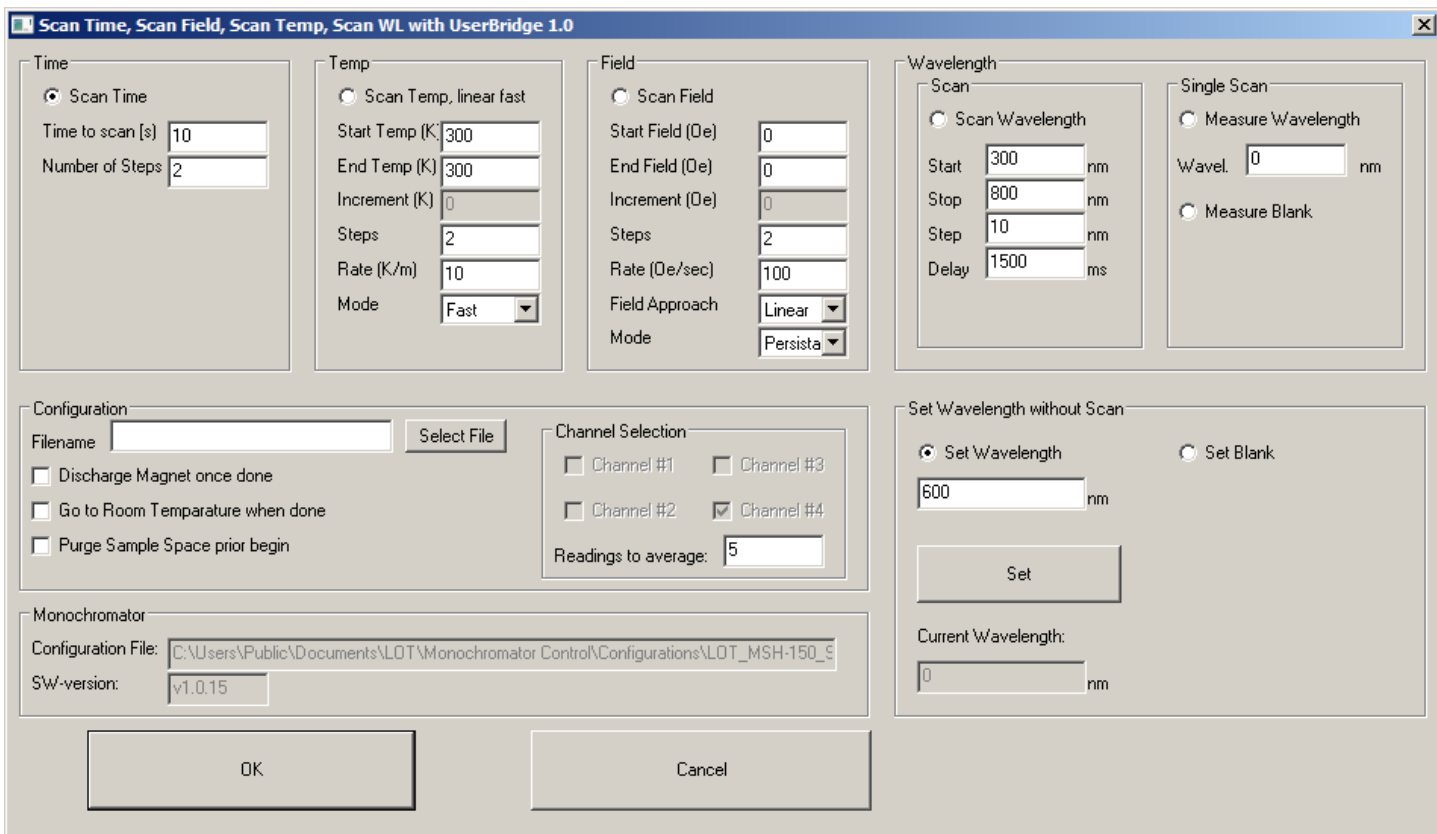 Scan Time, Scan Field, Scan Temp, Scan WL with UserBridge 1.0
Time
Scan Time
Time to scan [s] 10
Number of Steps 2
Temp
Scan Temp, linear fast
Start Temp (K 300
End Temp (K) 300
Increment (K) 0
Steps 2
Rate (K/m) 10
Mode Fast
Field
Scan Field
Start Field (Oe) 0
End Field (Oe) 0
Increment (Oe) 0
Steps 2
Rate (Oe/sec) 100
Field Approach Linear
Mode Persista
Wavelength
Scan
Scan Wavelength
Start 300 nm
Stop 800 nm
Step 10 nm
Delay 1500 ms
Single Scan
Measure Wavelength
Wavel. 0 nm
Measure Blank
Configuration
Filename Select File
Discharge Magnet once done
Go to Room Temparature when done
Purge Sample Space prior begin
Channel Selection
Channel #1 Channel #3
Channel #2 Channel #4
Readings to average: 5
Set Wavelength without Scan
Set Wavelength Set Blank
600 nm
Set
Current Wavelength:
0 nm
Monochromator
Configuration File: C:\Users\Public\Documents\LOT\Monochromator Control\Configurations\LOT_MSH-150_S
SW-version: v1.0.15
OK Cancel